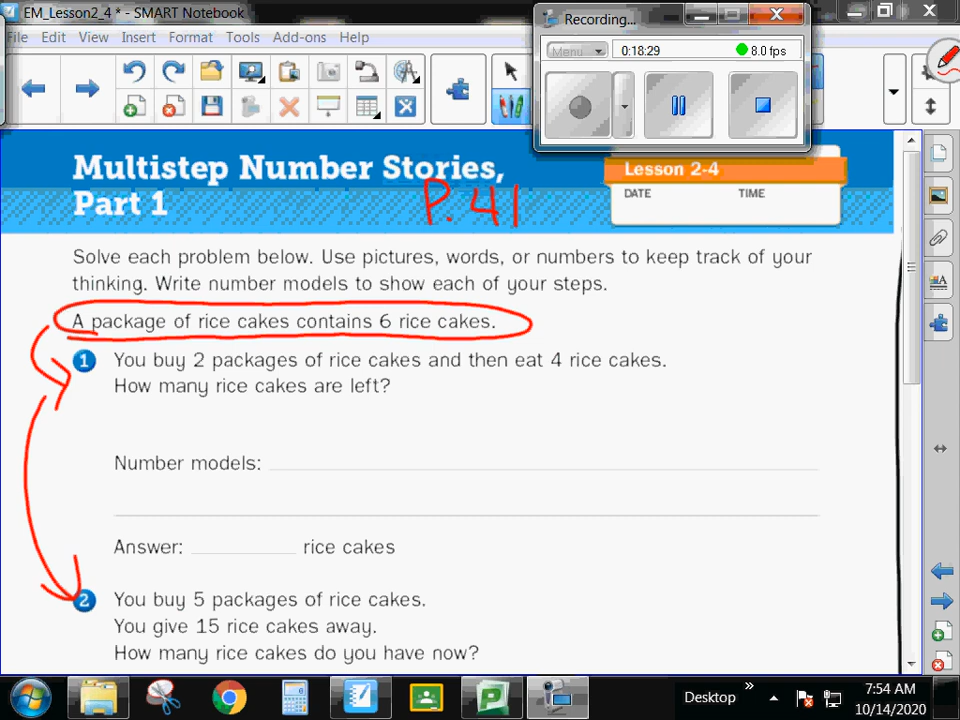 EM_Lesson2_4 * - SMART Notebook
File Edit View Insert Format Tools Add-ons Help
Recording...
Menu
0:18:29
8.0 fps
Multistep Number Stories,
Part 1
P. 41
Lesson 2-4
DATE TIME
Solve each problem below. Use pictures, words, or numbers to keep track of your
thinking. Write number models to show each of your steps.
A package of rice cakes contains 6 rice cakes.
1 You buy 2 packages of rice cakes and then eat 4 rice cakes.
How many rice cakes are left?
Number models:
Answer: rice cakes
2 You buy 5 packages of rice cakes.
You give 15 rice cakes away.
How many rice cakes do you have now?
Desktop
7:54 AM
10/14/2020